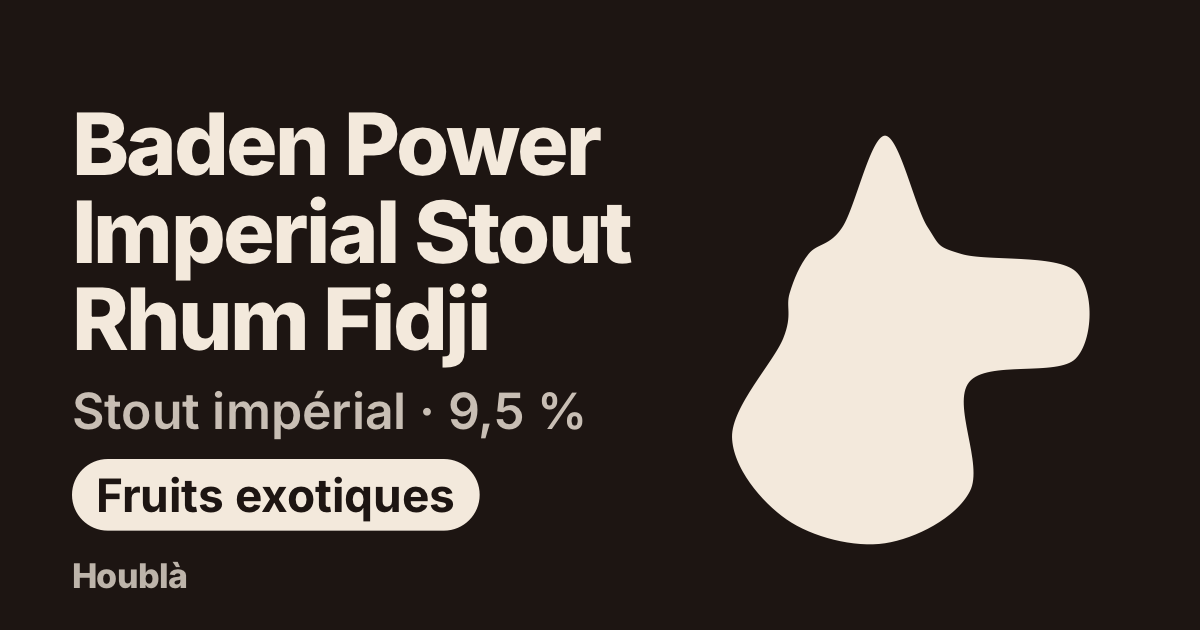 Baden Power
Imperial Stout
Rhum Fidji
Stout impérial · 9,5 %
Fruits exotiques
Houblà